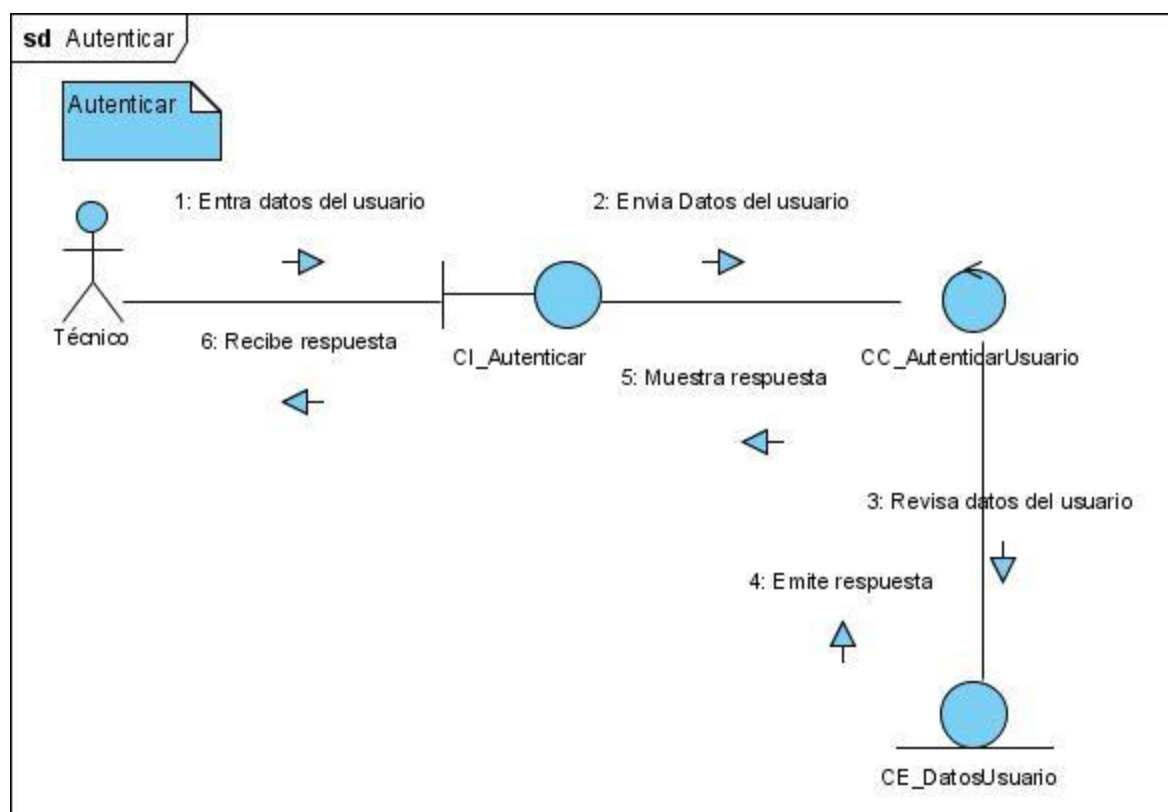 sd Autenticar
Autenticar
1: Entra datos del usuario
2: Envia Datos del usuario
Técnico
6: Recibe respuesta
CI_Autenticar
CC_AutenticarUsuario
5: Muestra respuesta
3: Revisa datos del usuario
4: Emite respuesta
CE_DatosUsuario